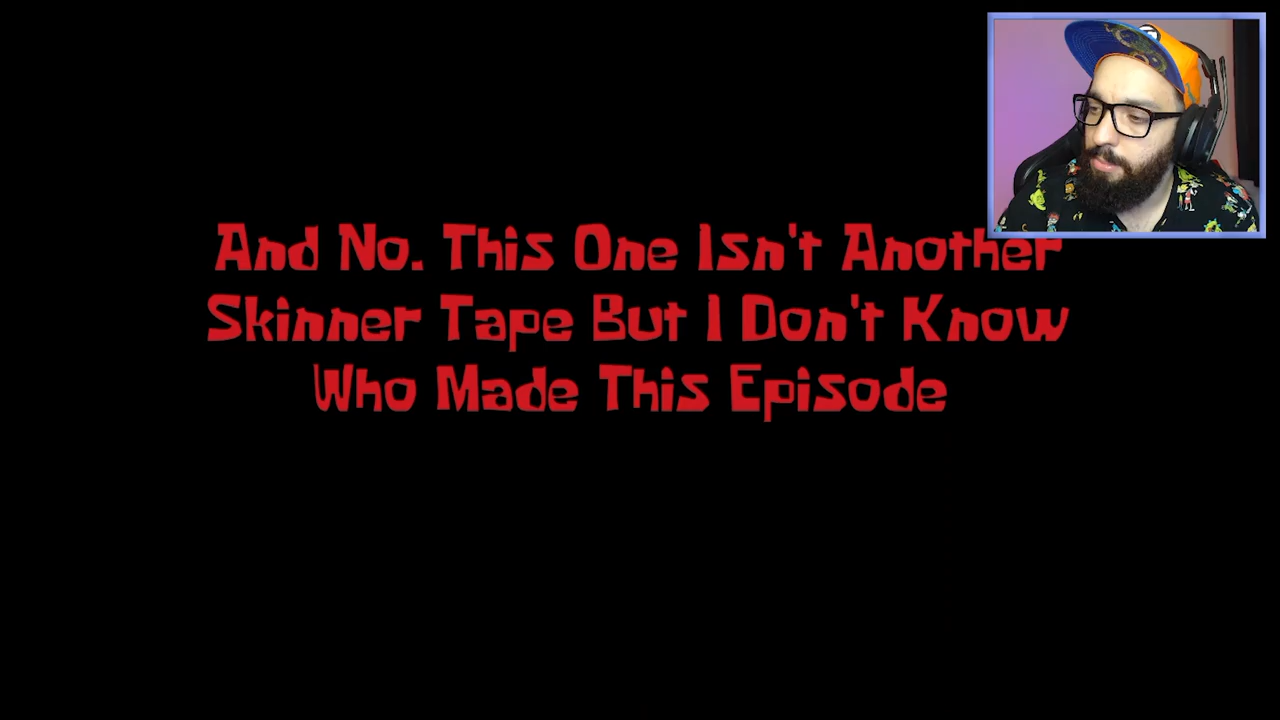 And No. This One Isn't Another
Skinner Tape But I Don't Know
Who Made This Episode